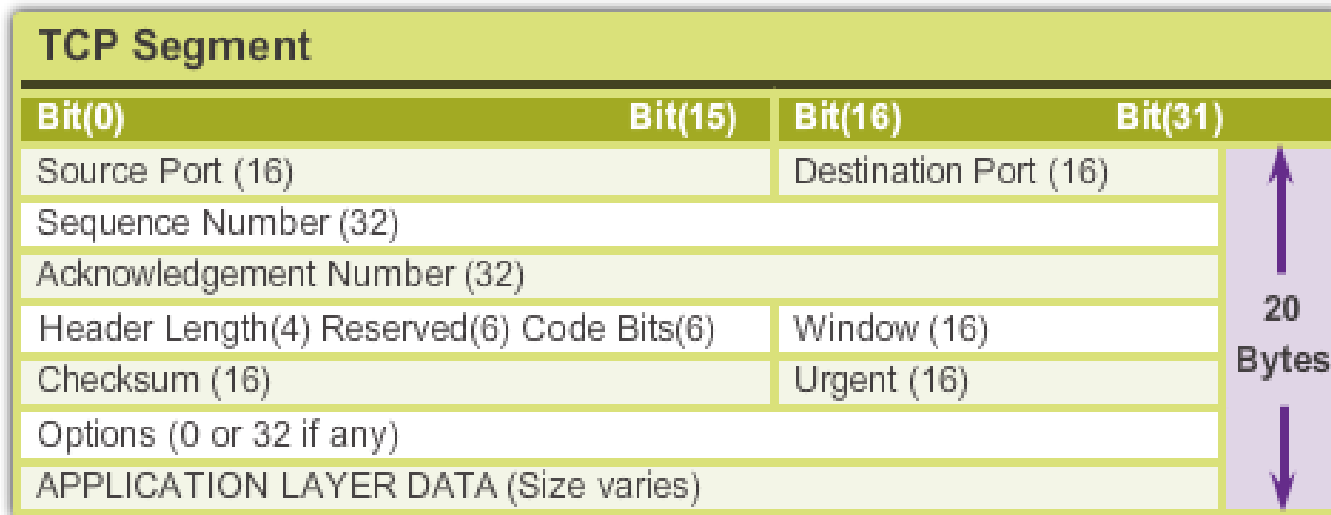 TCP Segment
Bit(0) Bit(15) Bit(16) Bit(31)
Source Port (16) Destination Port (16)
Sequence Number (32)
Acknowledgement Number (32)
Header Length(4) Reserved(6) Code Bits(6) Window (16)
Checksum (16) Urgent (16)
Options (0 or 32 if any)
APPLICATION LAYER DATA (Size varies)
20
Bytes